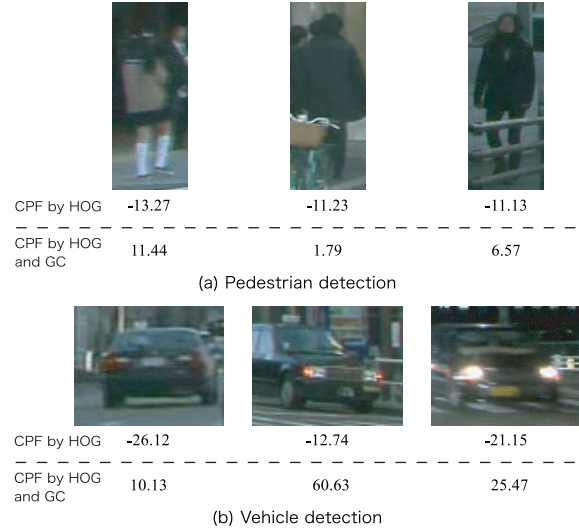 CPF by HOG -13.27 -11.23 -11.13
CPF by HOG and GC 11.44 1.79 6.57
(a) Pedestrian detection
CPF by HOG -26.12 -12.74 -21.15
CPF by HOG and GC 10.13 60.63 25.47
(b) Vehicle detection